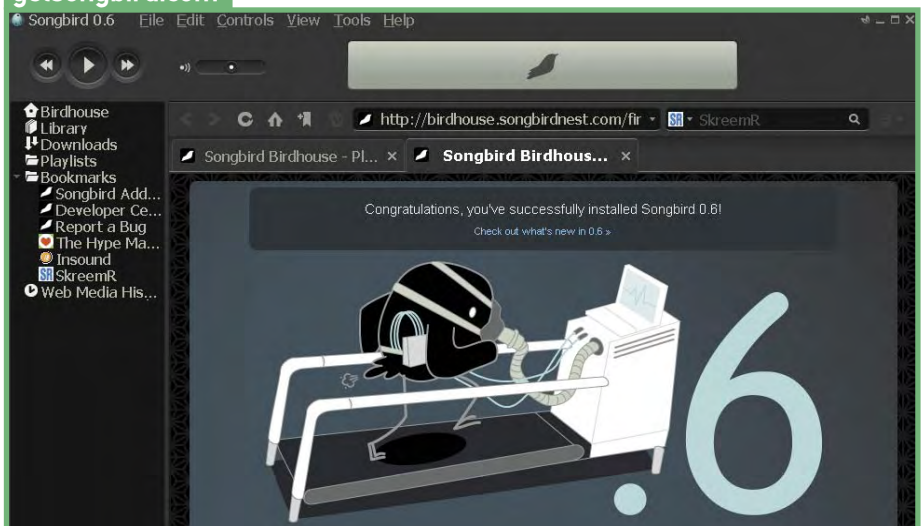 getsongbird.com
Songbird 0.6 File Edit Controls View Tools Help
Birdhouse
Library
Downloads
Playlists
Bookmarks
Songbird Add...
Developer Ce...
Report a Bug
The Hype Ma...
Insound
SkreemR
Web Media His...
http://birdhouse.songbirdnest.com/fir
SR SkreemR
Songbird Birdhouse - Pl... ×
Songbird Birdhous... ×
Congratulations, you've successfully installed Songbird 0.6!
Check out what's new in 0.6 »
.6